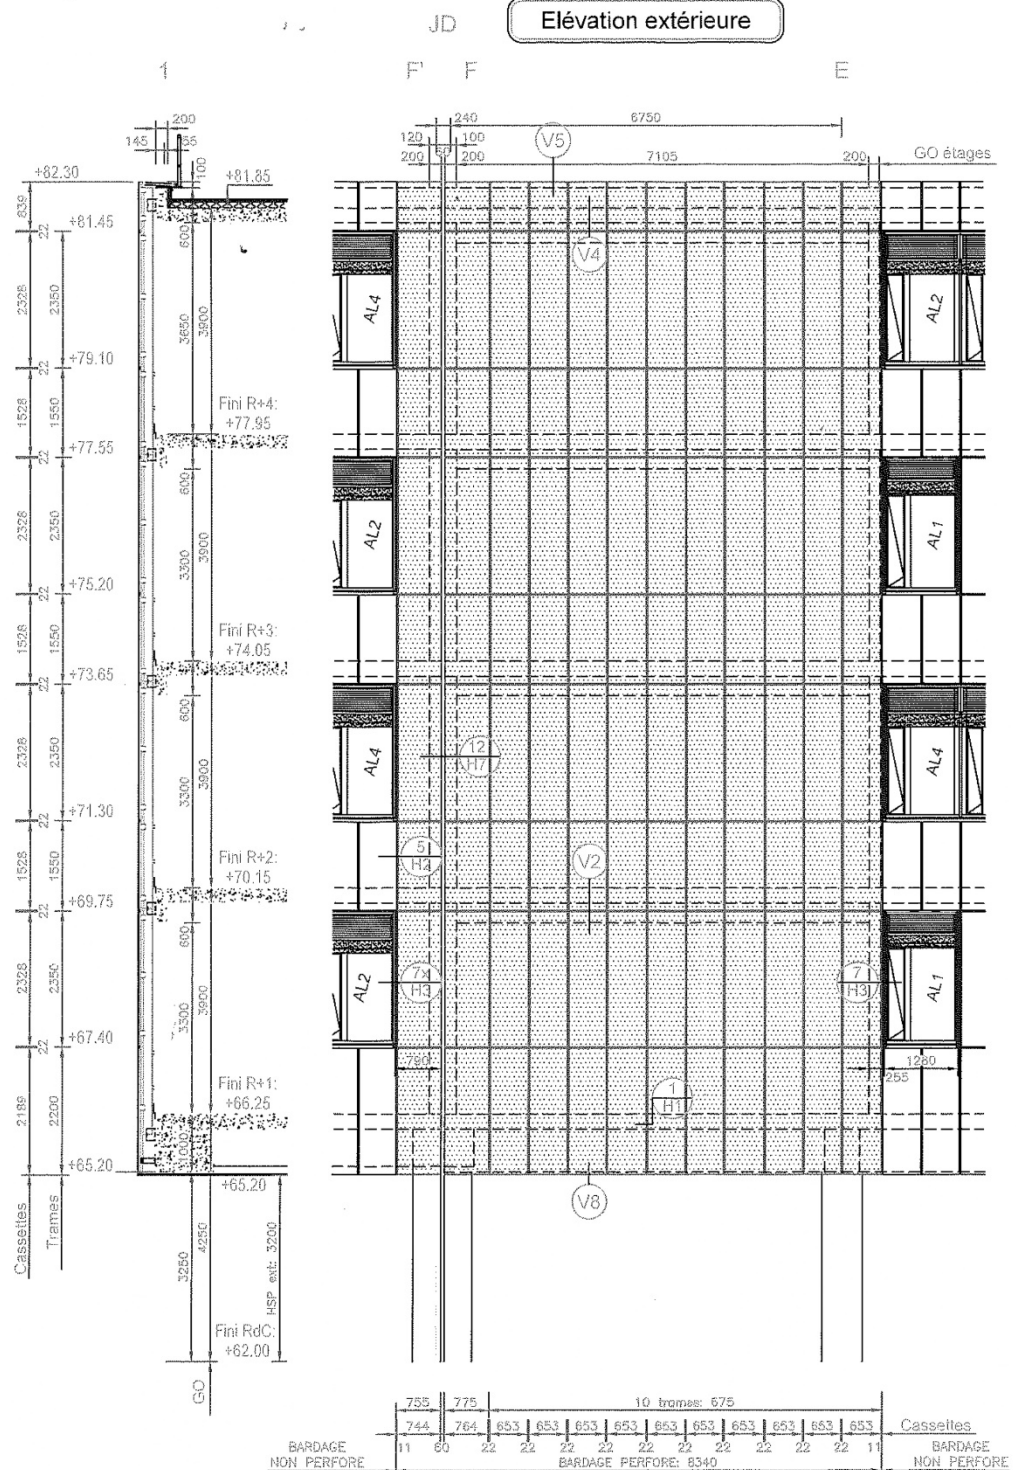 Elévation extérieure
JD
1
F'
F
E
200
145
55
100
240
6750
120
100
V5
200
200
7105
200
GO étages
+82.30
+81.85
839
+81.45
22
600
V4
AL4
AL2
2328
2350
3650
3900
+79.10
22
1528
1550
Fini R+4:
+77.95
+77.55
22
600
AL2
AL1
2328
2350
3300
3900
+75.20
22
1528
1550
Fini R+3:
+74.05
+73.65
22
600
AL4
AL4
12
H7
2328
2350
3300
3900
+71.30
22
1528
1550
Fini R+2:
+70.15
5
H2
V2
+69.75
22
600
AL2
AL1
7x
H3
7
H3
2328
2350
3300
3900
+67.40
22
790
1280
255
Fini R+1:
+66.25
2189
2200
1
H1
1000
+65.20
+65.20
V8
Cassettes
Trames
3250
4250
HSP ext: 3200
Fini RdC:
+62.00
GO
755
775
10 trames: 675
744
764
653
653
653
653
653
653
653
653
653
653
Cassettes
11
60
22
22
22
22
22
22
22
22
22
22
11
BARDAGE
NON PERFORE
BARDAGE PERFORE: 8340
BARDAGE
NON PERFORE